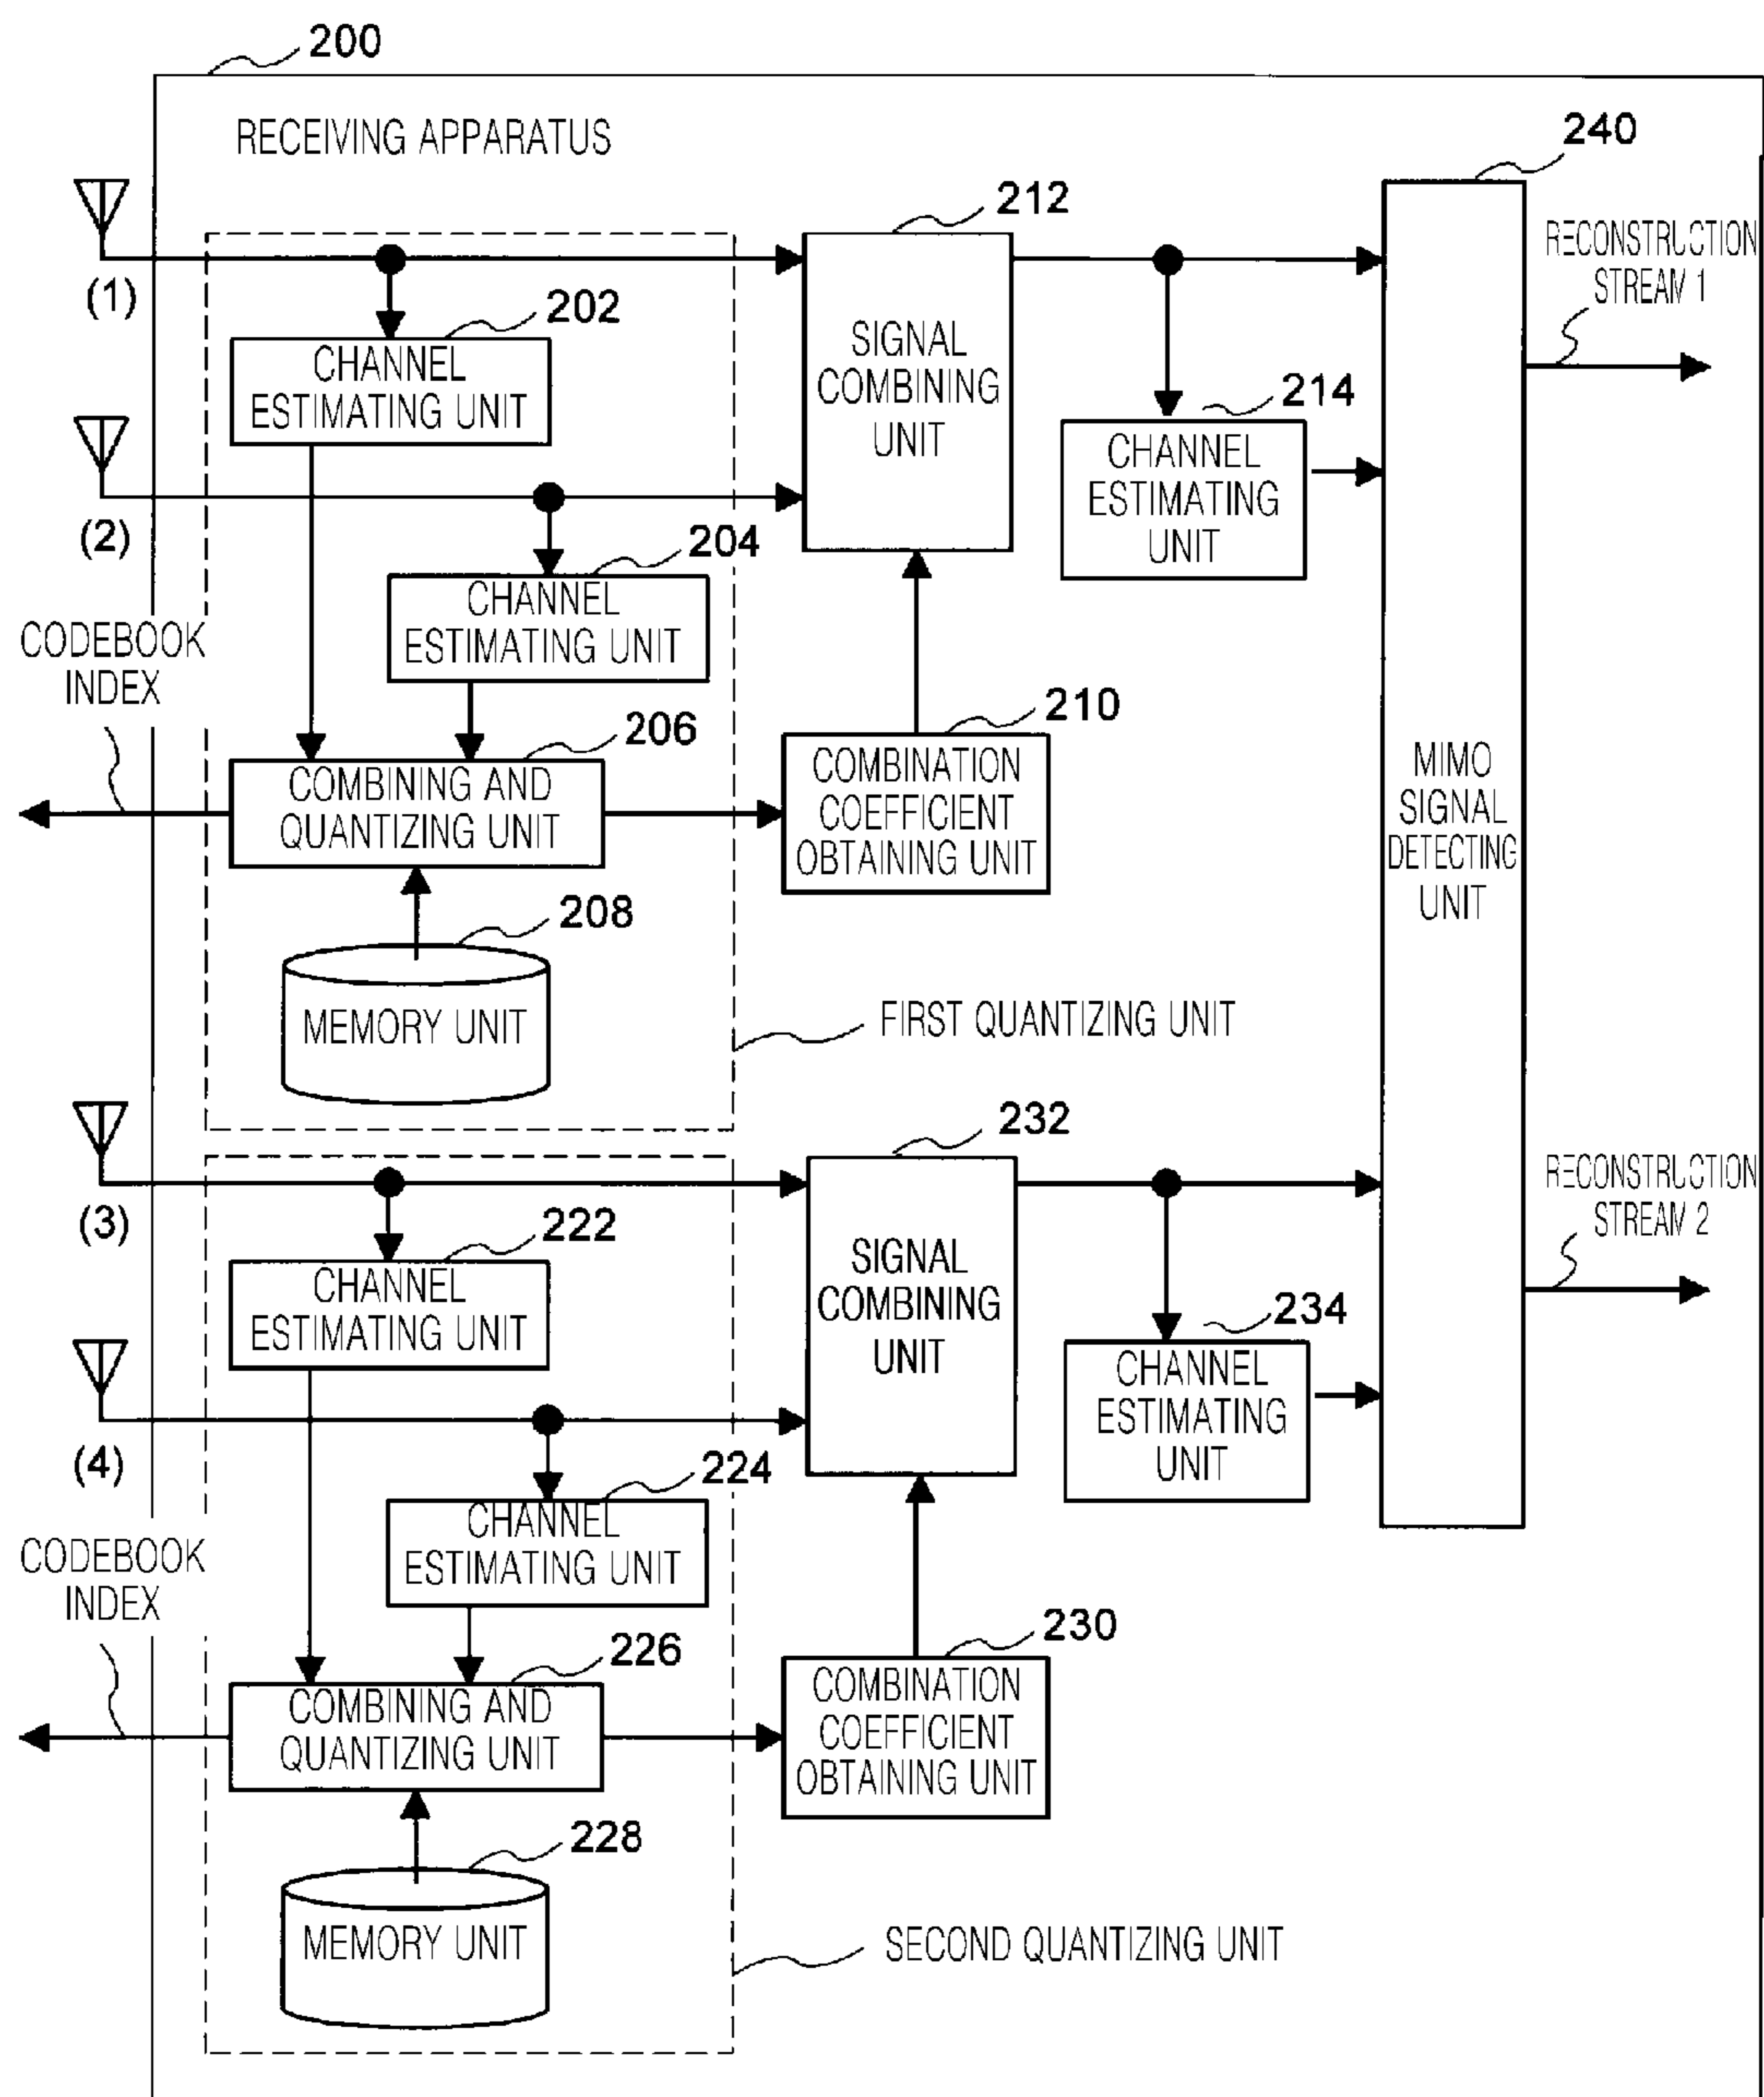 200
RECEIVING APPARATUS
240
212
RECONSTRUCTION
STREAM 1
(1)
202
CHANNEL
ESTIMATING UNIT
SIGNAL
COMBINING
UNIT
214
CHANNEL
ESTIMATING
UNIT
(2)
204
CHANNEL
ESTIMATING UNIT
CODEBOOK
INDEX
206
COMBINING AND
QUANTIZING UNIT
210
COMBINATION
COEFFICIENT
OBTAINING UNIT
MIMO
SIGNAL
DETECTING
UNIT
208
MEMORY UNIT
FIRST QUANTIZING UNIT
232
RECONSTRUCTION
STREAM 2
(3)
222
CHANNEL
ESTIMATING UNIT
SIGNAL
COMBINING
UNIT
234
CHANNEL
ESTIMATING
UNIT
(4)
224
CHANNEL
ESTIMATING UNIT
CODEBOOK
INDEX
226
COMBINING AND
QUANTIZING UNIT
230
COMBINATION
COEFFICIENT
OBTAINING UNIT
228
MEMORY UNIT
SECOND QUANTIZING UNIT